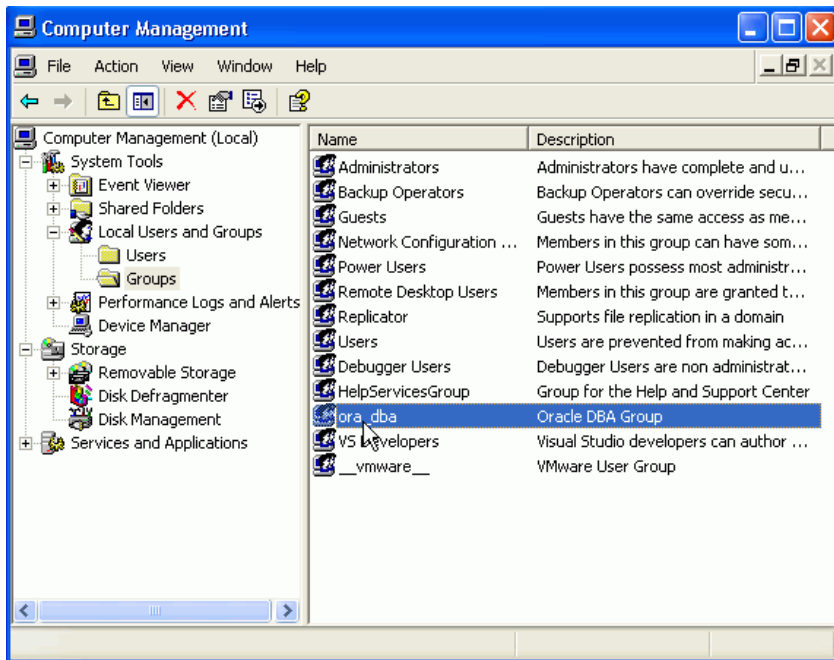 Computer Management
File Action View Window Help
Computer Management (Local)
System Tools
Event Viewer
Shared Folders
Local Users and Groups
Users
Groups
Performance Logs and Alerts
Device Manager
Storage
Removable Storage
Disk Defragmenter
Disk Management
Services and Applications
Name Description
Administrators Administrators have complete and u...
Backup Operators Backup Operators can override secu...
Guests Guests have the same access as me...
Network Configuration ... Members in this group can have som...
Power Users Power Users possess most administr...
Remote Desktop Users Members in this group are granted t...
Replicator Supports file replication in a domain
Users Users are prevented from making ac...
Debugger Users Debugger Users are non administrat...
HelpServicesGroup Group for the Help and Support Center
ora_dba Oracle DBA Group
VS Developers Visual Studio developers can author ...
__vmware__ VMware User Group